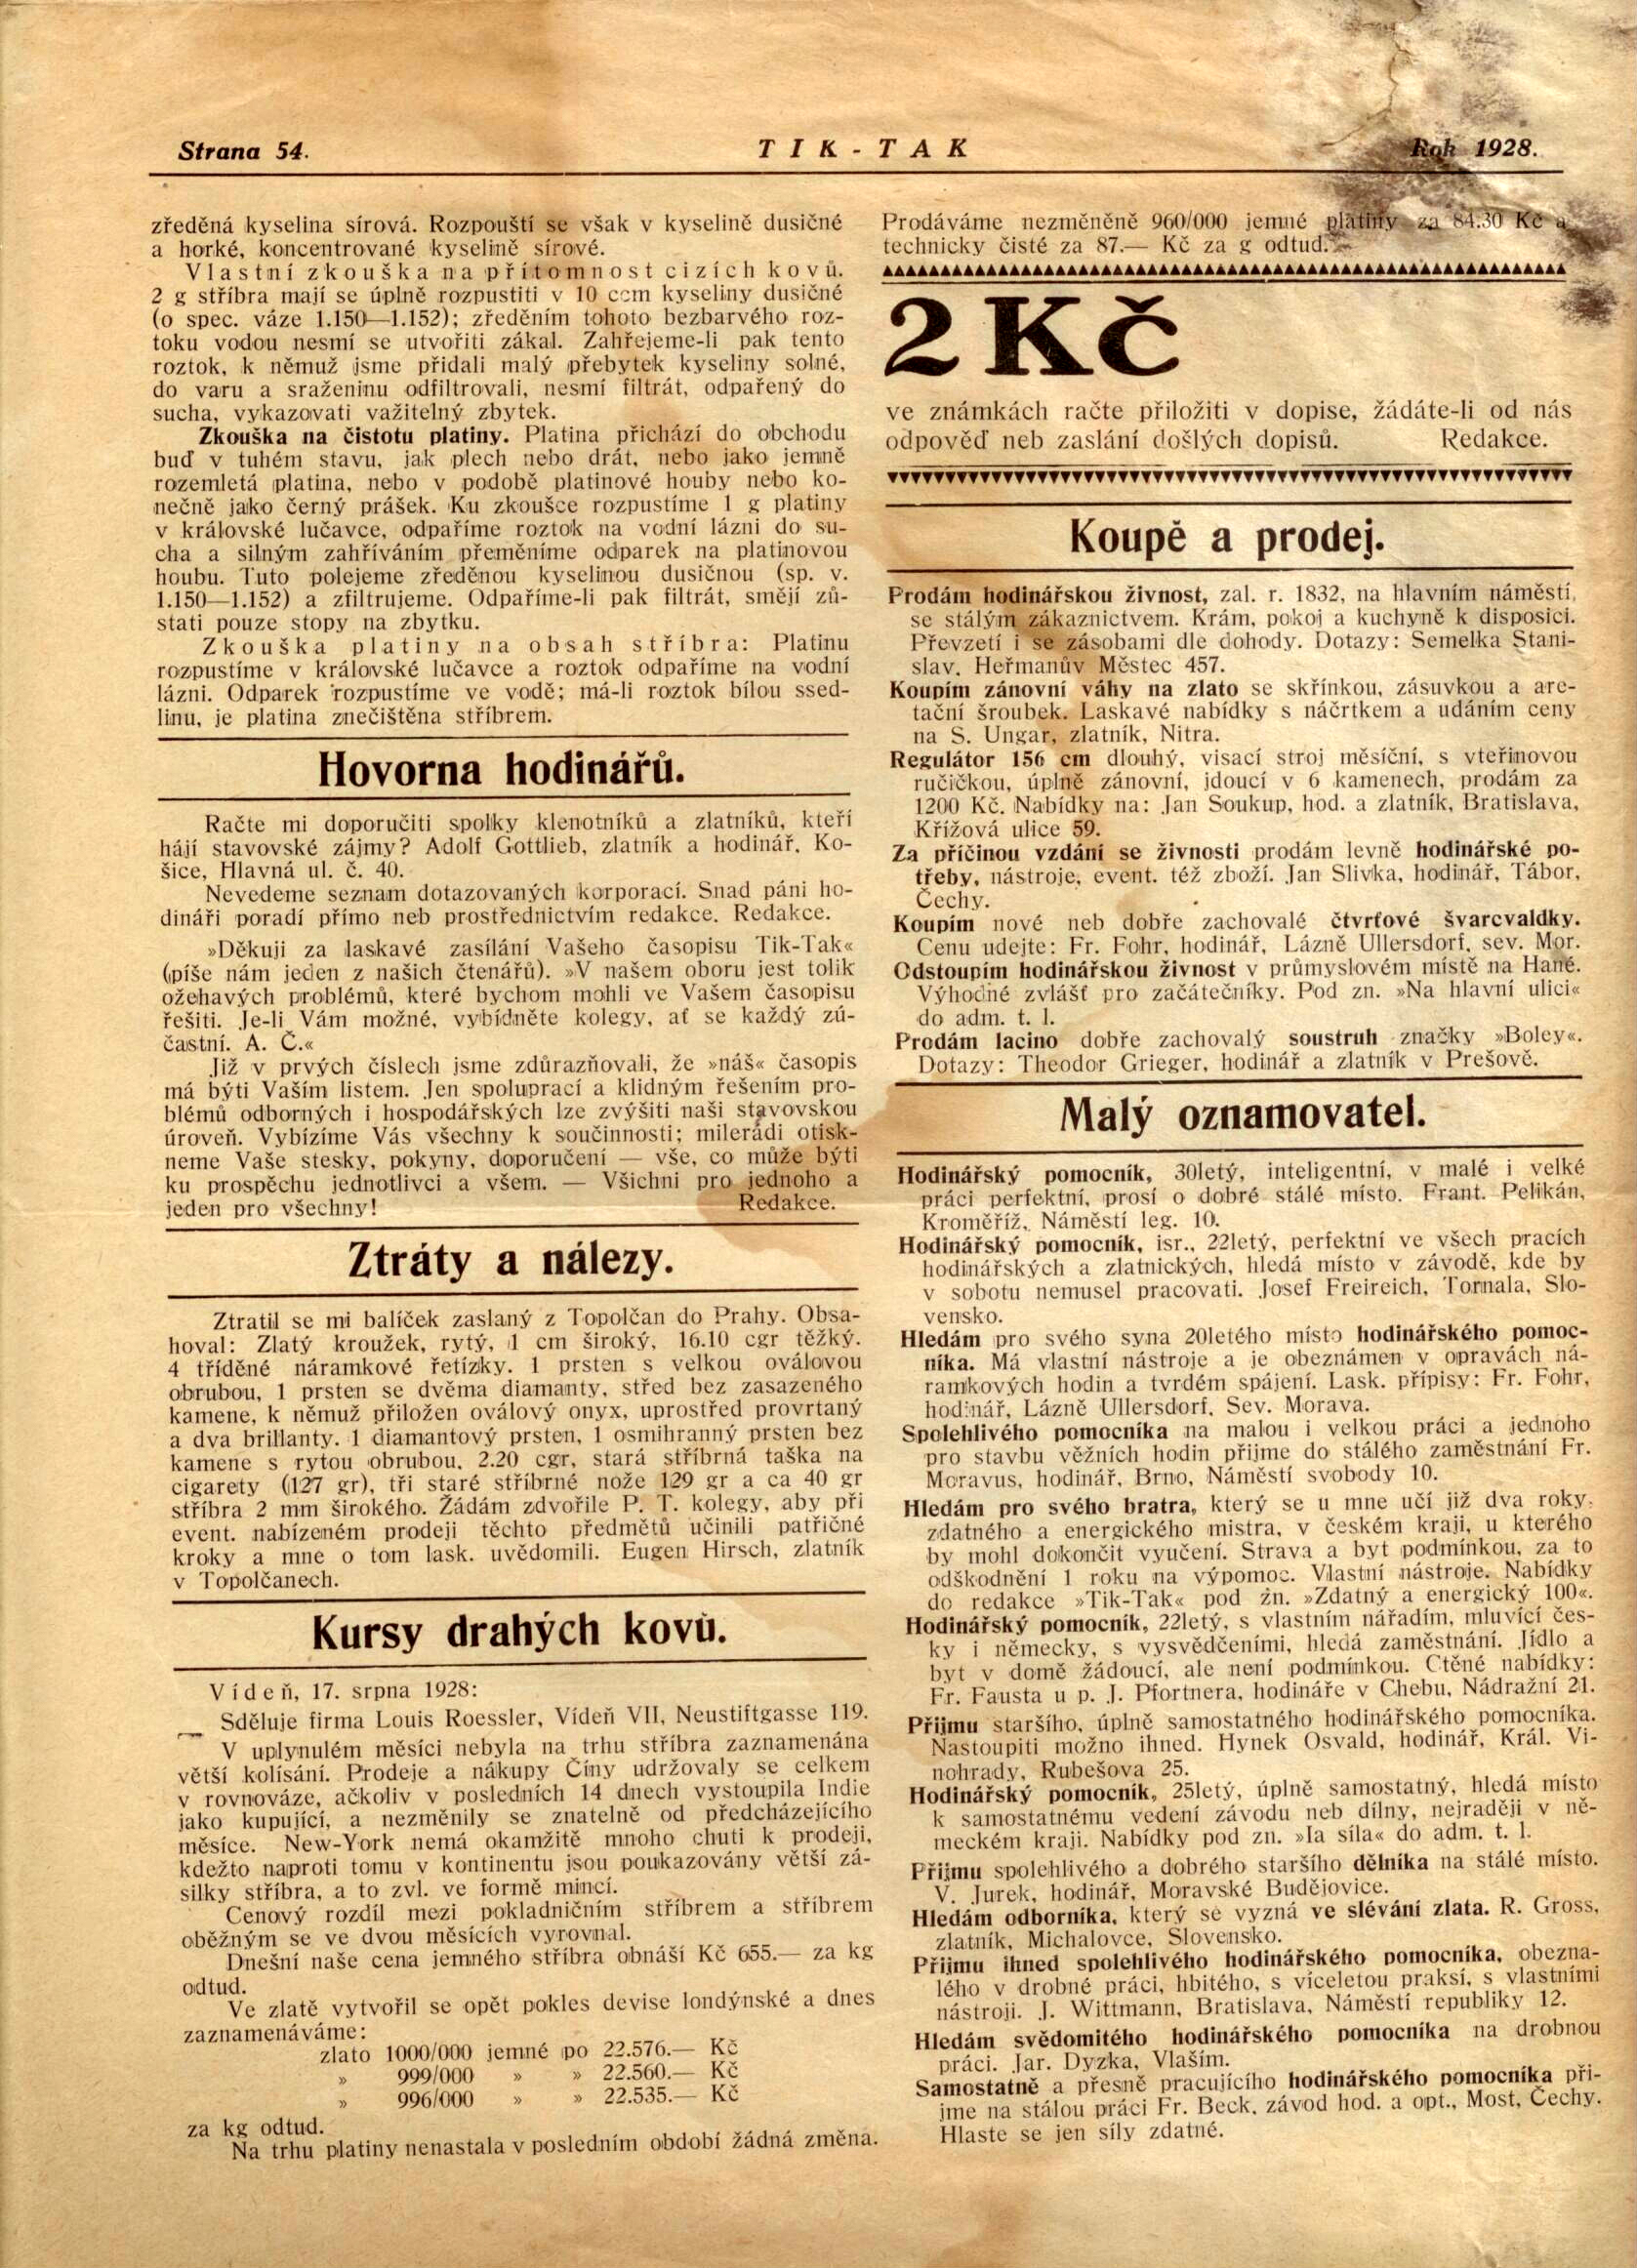 Strana 54.
TIK-TAK
Rok 1928.
zředěná kyselina sírová. Rozpouští se však v kyselině dusičné
a horké, koncentrované kyselině sírové.
Vlastní zkouška na přítomnost cizích kovů.
2 g stříbra mají se úplně rozpustiti v 10 ccm kyseliny dusičné
(o spec. váze 1.150—1.152); zředěním tohoto bezbarvého roz-
toku vodou nesmí se utvořiti zákal. Zahřejeme-li pak tento
roztok, k němuž jsme přidali malý přebytek kyseliny solné,
do varu a sraženinu odfiltrovali, nesmí filtrát, odpařený do
sucha, vykazovati važitelný zbytek.
Zkouška na čistotu platiny. Platina přichází do obchodu
buď v tuhém stavu, jak plech nebo drát, nebo jako jemně
rozemletá platina, nebo v podobě platinové houby nebo ko-
nečně jako černý prášek. Ku zkoušce rozpustíme 1 g platiny
v královské lučavce, odpaříme roztok na vodní lázni do su-
cha a silným zahříváním přeměníme odparek na platinovou
houbu. Tuto polejeme zředěnou kyselinou dusičnou (sp. v.
1.150—1.152) a zfiltrujeme. Odpaříme-li pak filtrát, smějí zů-
stati pouze stopy na zbytku.
Zkouška platiny na obsah stříbra: Platinu
rozpustíme v královské lučavce a roztok odpaříme na vodní
lázni. Odparek rozpustíme ve vodě; má-li roztok bílou ssed-
linu, je platina znečištěna stříbrem.
Hovorna hodinářů.
Račte mi doporučiti spolky klenotníků a zlatníků, kteří
hájí stavovské zájmy? Adolf Gottlieb, zlatník a hodinář, Ko-
šice, Hlavná ul. č. 40.
Nevedeme seznam dotazovaných korporací. Snad páni ho-
dináři poradí přímo neb prostřednictvím redakce. Redakce.
»Děkuji za laskavé zasílání Vašeho časopisu Tik-Tak«
(píše nám jeden z našich čtenářů). »V našem oboru jest tolik
ožehavých problémů, které bychom mohli ve Vašem časopisu
řešiti. Je-li Vám možné, vybídněte kolegy, ať se každý zú-
častní. A. Č.«
Již v prvých číslech jsme zdůrazňovali, že »náš« časopis
má býti Vaším listem. Jen spoluprací a klidným řešením pro-
blémů odborných i hospodářských lze zvýšiti naši stavovskou
úroveň. Vybízíme Vás všechny k součinnosti; milerádi otisk-
neme Vaše stesky, pokyny, doporučení — vše, co může býti
ku prospěchu jednotlivci a všem. — Všichni pro jednoho a
jeden pro všechny! Redakce.
Ztráty a nálezy.
Ztratil se mi balíček zaslaný z Topolčan do Prahy. Obsa-
hoval: Zlatý kroužek, rytý, 1 cm široký, 16.10 cgr těžký.
4 tříděné náramkové řetízky. 1 prsten s velkou oválovou
obrubou, 1 prsten se dvěma diamanty, střed bez zasazeného
kamene, k němuž přiložen oválový onyx, uprostřed provrtaný
a dva brillanty. 1 diamantový prsten, 1 osmihranný prsten bez
kamene s rytou obrubou, 2.20 cgr, stará stříbrná taška na
cigarety (127 gr), tři staré stříbrné nože 129 gr a ca 40 gr
stříbra 2 mm širokého. Žádám zdvořile P. T. kolegy, aby při
event. nabízeném prodeji těchto předmětů učinili patřičné
kroky a mne o tom lask. uvědomili. Eugen Hirsch, zlatník
v Topolčanech.
Kursy drahých kovů.
Vídeň, 17. srpna 1928:
Sděluje firma Louis Roessler, Vídeň VII, Neustiftgasse 119.
V uplynulém měsíci nebyla na trhu stříbra zaznamenána
větší kolísání. Prodeje a nákupy Číny udržovaly se celkem
v rovnováze, ačkoliv v posledních 14 dnech vystoupila Indie
jako kupující, a nezměnily se znatelně od předcházejícího
měsíce. New-York nemá okamžitě mnoho chuti k prodeji,
kdežto naproti tomu v kontinentu jsou poukazovány větší zá-
silky stříbra, a to zvl. ve formě mincí.
Cenový rozdíl mezi pokladničním stříbrem a stříbrem
oběžným se ve dvou měsících vyrovnal.
Dnešní naše cena jemného stříbra obnáší Kč 655.— za kg
odtud.
Ve zlatě vytvořil se opět pokles devise londýnské a dnes
zaznamenáváme:
zlato 1000/000 jemné po 22.576.— Kč
» 999/000 » » 22.560.— Kč
» 996/000 » » 22.535.— Kč
za kg odtud.
Na trhu platiny nenastala v posledním období žádná změna.
Prodáváme nezměněně 960/000 jemné platiny za 84.30 Kč a
technicky čisté za 87.— Kč za g odtud.
2 Kč
ve známkách račte přiložiti v dopise, žádáte-li od nás
odpověď neb zaslání došlých dopisů. Redakce.
Koupě a prodej.
Prodám hodinářskou živnost, zal. r. 1832, na hlavním náměstí,
se stálým zákaznictvem. Krám, pokoj a kuchyně k disposici.
Převzetí i se zásobami dle dohody. Dotazy: Semelka Stani-
slav, Heřmanův Městec 457.
Koupím zánovní váhy na zlato se skřínkou, zásuvkou a are-
tační šroubek. Laskavé nabídky s náčrtkem a udáním ceny
na S. Ungar, zlatník, Nitra.
Regulátor 156 cm dlouhý, visací stroj měsíční, s vteřinovou
ručičkou, úplně zánovní, jdoucí v 6 kamenech, prodám za
1200 Kč. Nabídky na: Jan Soukup, hod. a zlatník, Bratislava,
Křížová ulice 59.
Za příčinou vzdání se živnosti prodám levně hodinářské po-
třeby, nástroje, event. též zboží. Jan Slivka, hodinář, Tábor,
Čechy.
Koupím nové neb dobře zachovalé čtvrťové švarcvaldky.
Cenu udejte: Fr. Fohr, hodinář, Lázně Ullersdorf, sev. Mor.
Odstoupím hodinářskou živnost v průmyslovém místě na Hané.
Výhodné zvlášť pro začátečníky. Pod zn. »Na hlavní ulici«
do adm. t. l.
Prodám lacino dobře zachovalý soustruh značky »Boley«.
Dotazy: Theodor Grieger, hodinář a zlatník v Prešově.
Malý oznamovatel.
Hodinářský pomocník, 30letý, inteligentní, v malé i velké
práci perfektní, prosí o dobré stálé místo. Frant. Pelikán,
Kroměříž, Náměstí leg. 10.
Hodinářský pomocník, isr., 22letý, perfektní ve všech pracích
hodinářských a zlatnických, hledá místo v závodě, kde by
v sobotu nemusel pracovati. Josef Freireich, Tornala, Slo-
vensko.
Hledám pro svého syna 20letého místo hodinářského pomoc-
níka. Má vlastní nástroje a je obeznámen v opravách ná-
ramkových hodin a tvrdém spájení. Lask. přípisy: Fr. Fohr,
hodinář, Lázně Ullersdorf, Sev. Morava.
Spolehlivého pomocníka na malou i velkou práci a jednoho
pro stavbu věžních hodin přijme do stálého zaměstnání Fr.
Moravus, hodinář, Brno, Náměstí svobody 10.
Hledám pro svého bratra, který se u mne učí již dva roky,
zdatného a energického mistra, v českém kraji, u kterého
by mohl dokončit vyučení. Strava a byt podmínkou, za to
odškodnění 1 roku na výpomoc. Vlastní nástroje. Nabídky
do redakce »Tik-Tak« pod zn. »Zdatný a energický 100«.
Hodinářský pomocník, 22letý, s vlastním nářadím, mluvící čes-
ky i německy, s vysvědčeními, hledá zaměstnání. Jídlo a
byt v domě žádoucí, ale není podmínkou. Ctěné nabídky:
Fr. Fausta u p. J. Pfortnera, hodináře v Chebu, Nádražní 21.
Přijmu staršího, úplně samostatného hodinářského pomocníka.
Nastoupiti možno ihned. Hynek Osvald, hodinář, Král. Vi-
nohrady, Rubešova 25.
Hodinářský pomocník, 25letý, úplně samostatný, hledá místo
k samostatnému vedení závodu neb dílny, nejraději v ně-
meckém kraji. Nabídky pod zn. »Ia síla« do adm. t. l.
Přijmu spolehlivého a dobrého staršího dělníka na stálé místo.
V. Jurek, hodinář, Moravské Budějovice.
Hledám odborníka, který se vyzná ve slévání zlata. R. Gross,
zlatník, Michalovce, Slovensko.
Přijmu ihned spolehlivého hodinářského pomocníka, obezna-
lého v drobné práci, hbitého, s víceletou praksí, s vlastními
nástroji. J. Wittmann, Bratislava, Náměstí republiky 12.
Hledám svědomitého hodinářského pomocníka na drobnou
práci. Jar. Dyzka, Vlaším.
Samostatně a přesně pracujícího hodinářského pomocníka při-
jme na stálou práci Fr. Beck, závod hod. a opt., Most, Čechy.
Hlaste se jen síly zdatné.